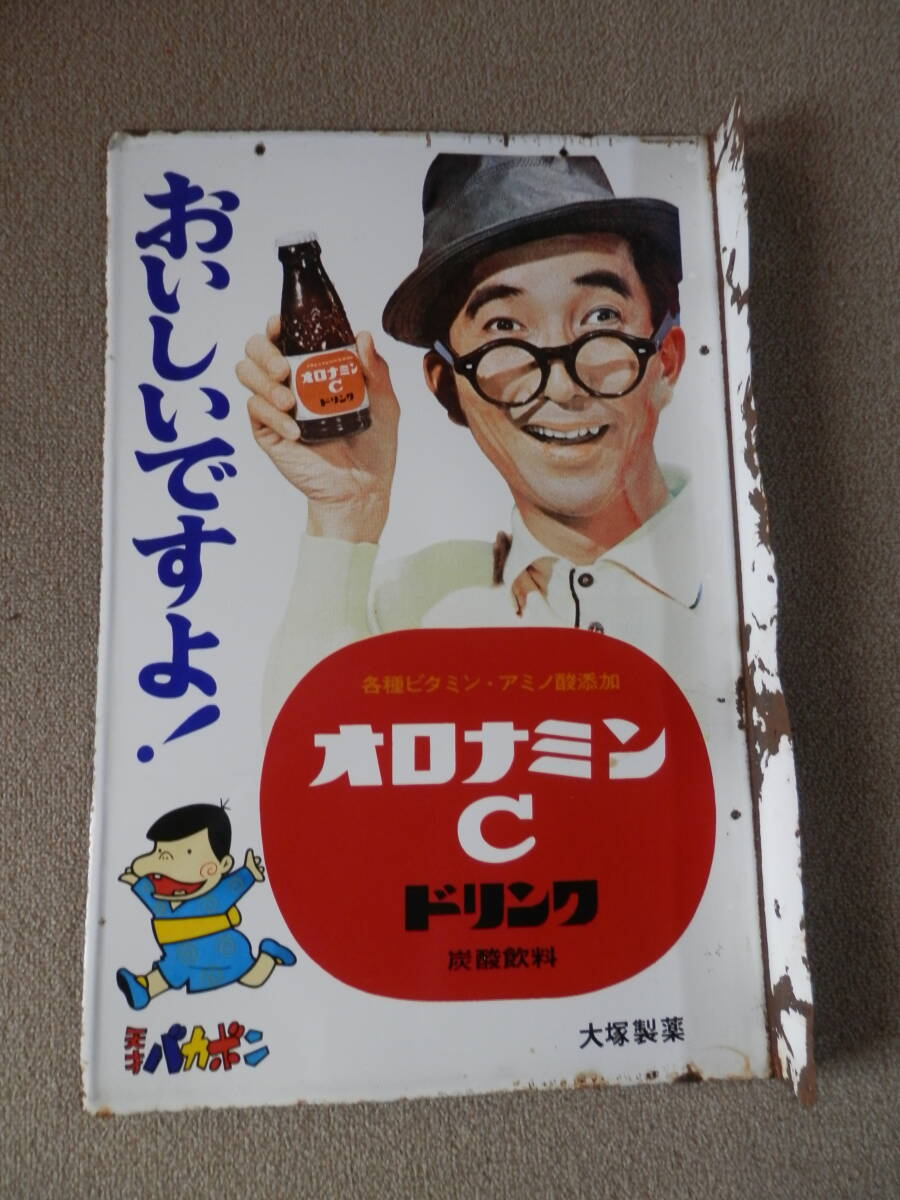 おいしいですよ!
オロナミン
C
ドリンク
各種ビタミン・アミノ酸添加
オロナミン
C
ドリンク
炭酸飲料
天才バカボン
大塚製薬